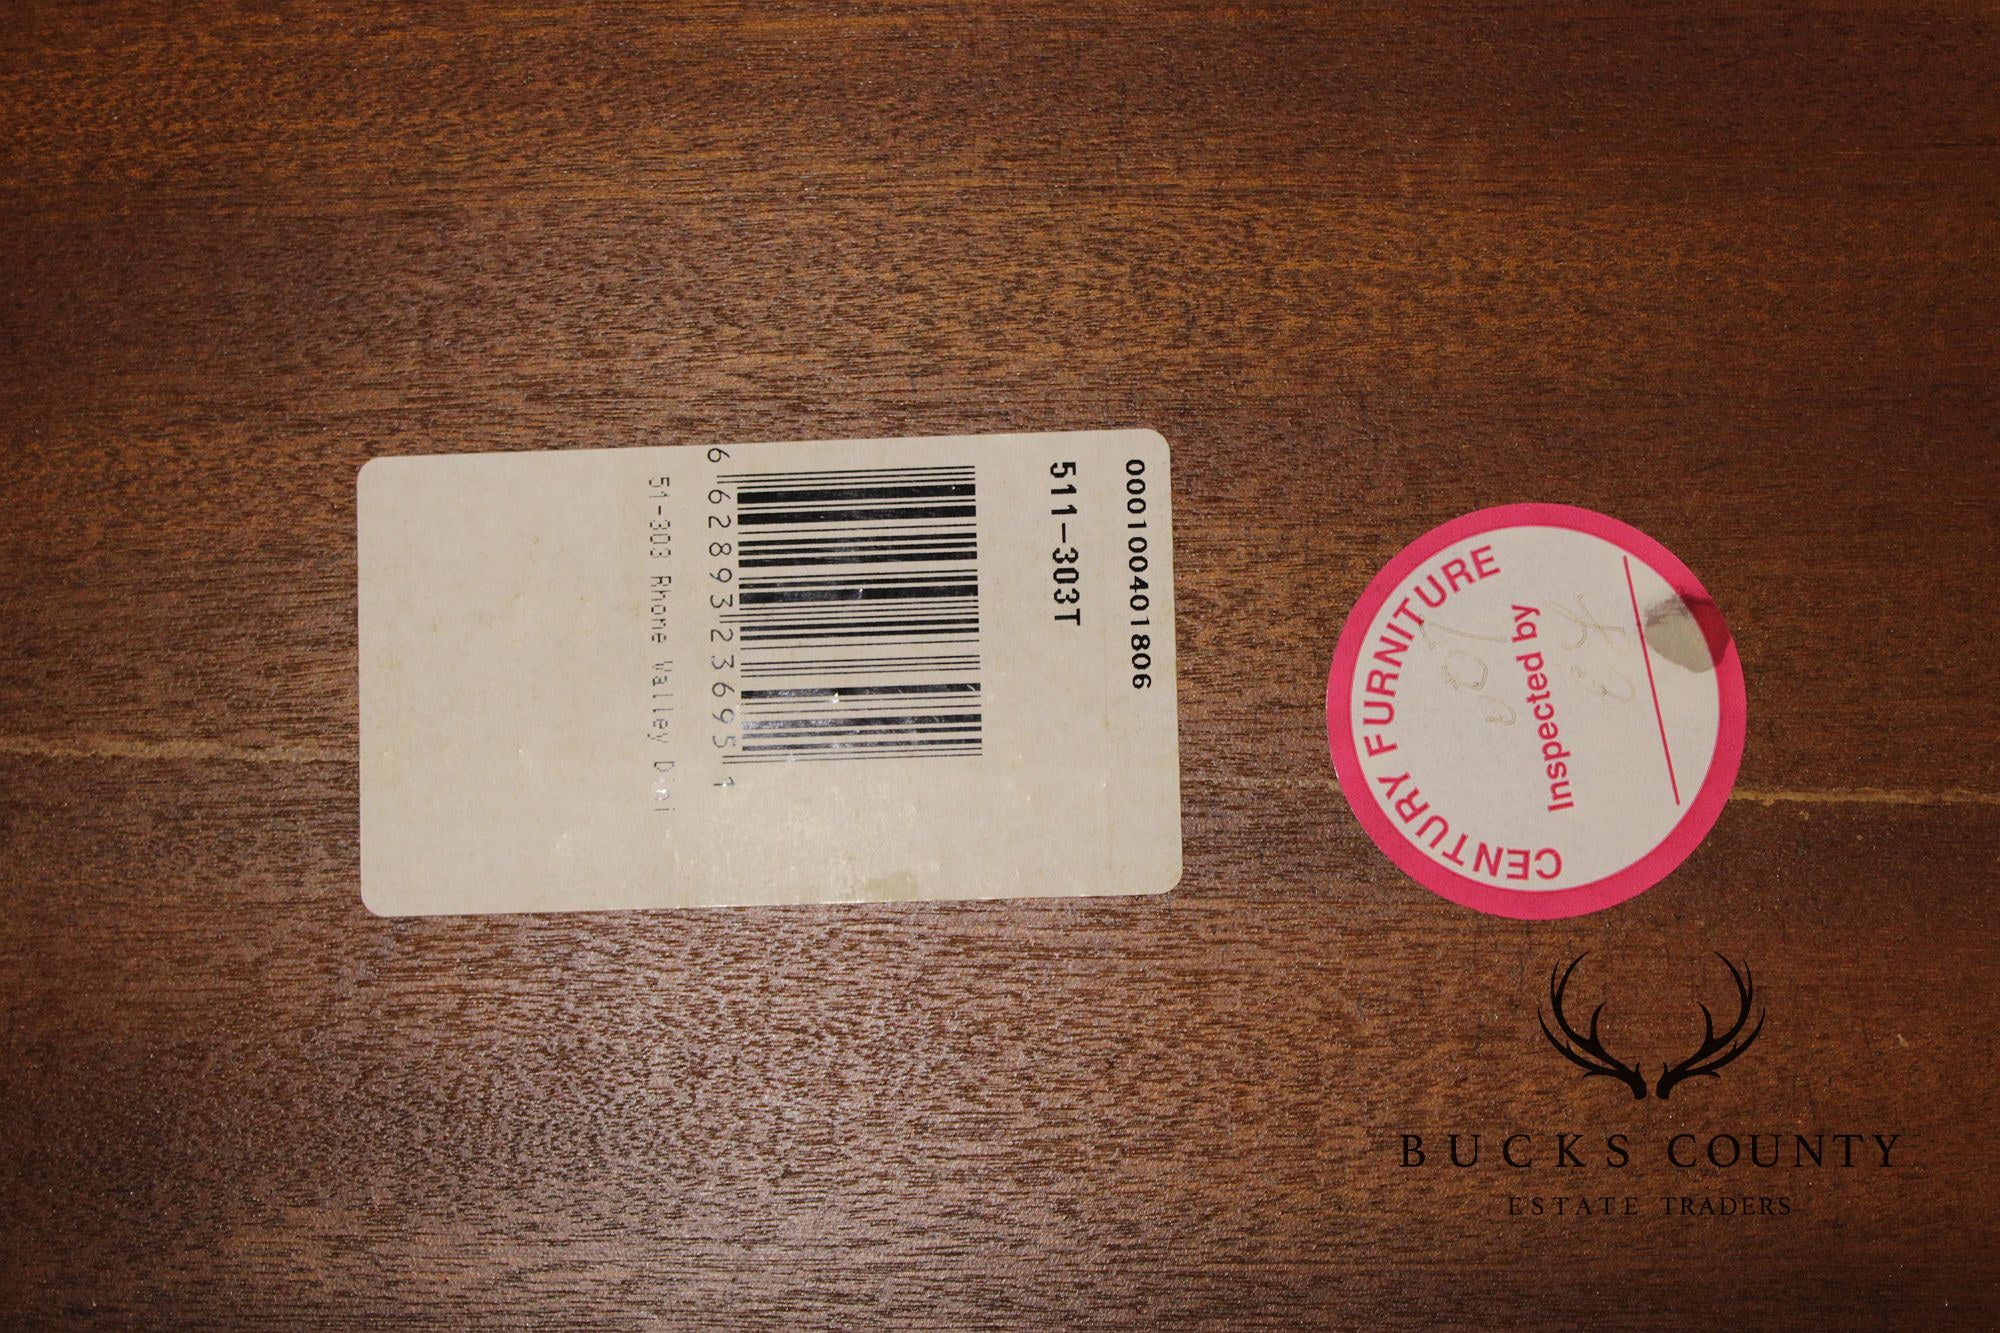 000100401806
511-303T
6 62893 23695 1
51-303 Rhone Valley Dini
CENTURY FURNITURE
Inspected by
BUCKS COUNTY
ESTATE TRADERS